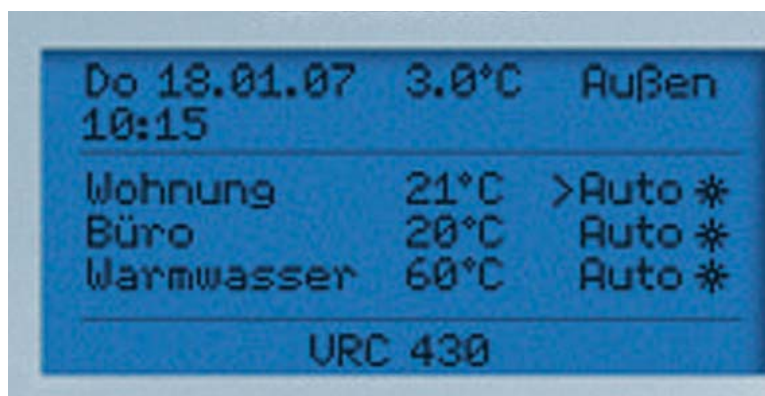 Do 18.01.07 3.0°C Außen
10:15
Wohnung 21°C >Auto ☼
Büro 20°C Auto ☼
Warmwasser 60°C Auto ☼
VRC 430